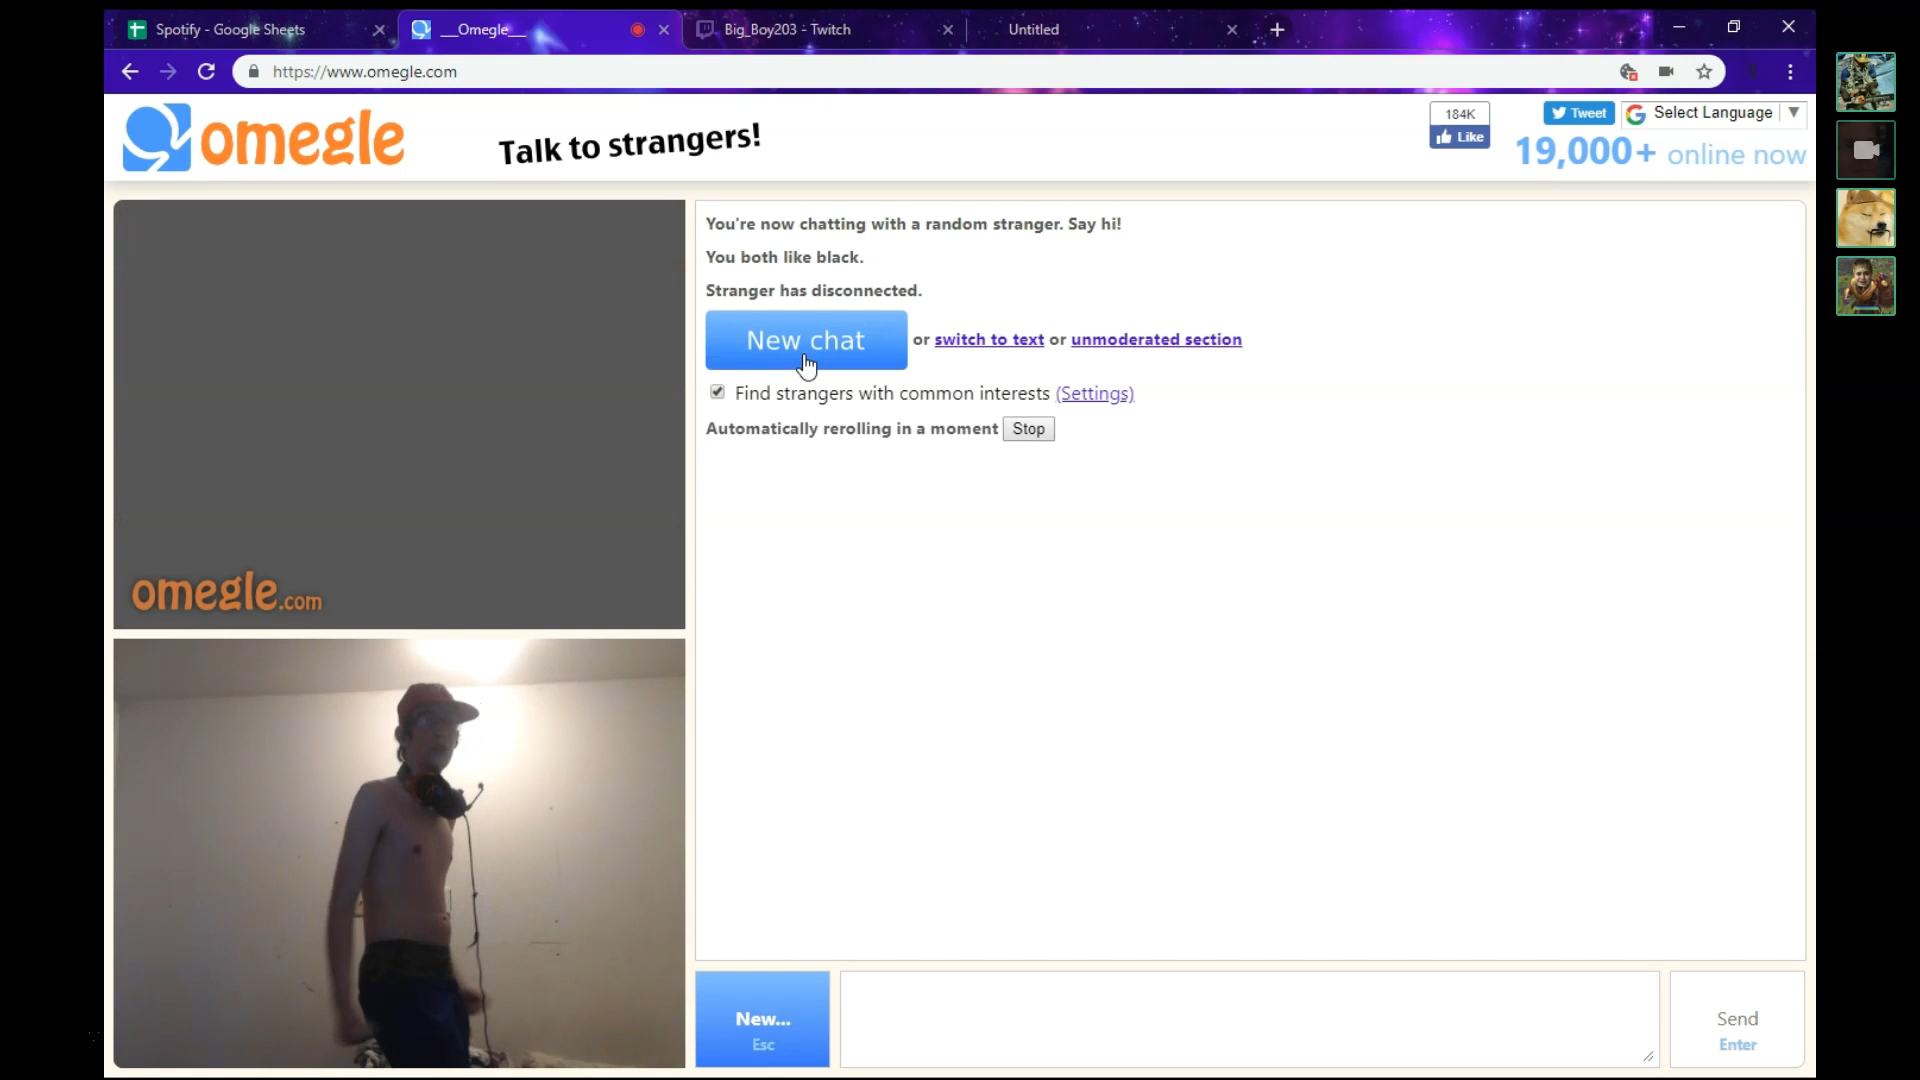 Spotify - Google Sheets
__Omegle__
Big_Boy203 - Twitch
Untitled
https://www.omegle.com
omegle
Talk to strangers!
184K
Like
Tweet
Select Language
19,000+ online now
You're now chatting with a random stranger. Say hi!
You both like black.
Stranger has disconnected.
New chat or switch to text or unmoderated section
Find strangers with common interests (Settings)
Automatically rerolling in a moment Stop
omegle.com
New...
Esc
Send
Enter